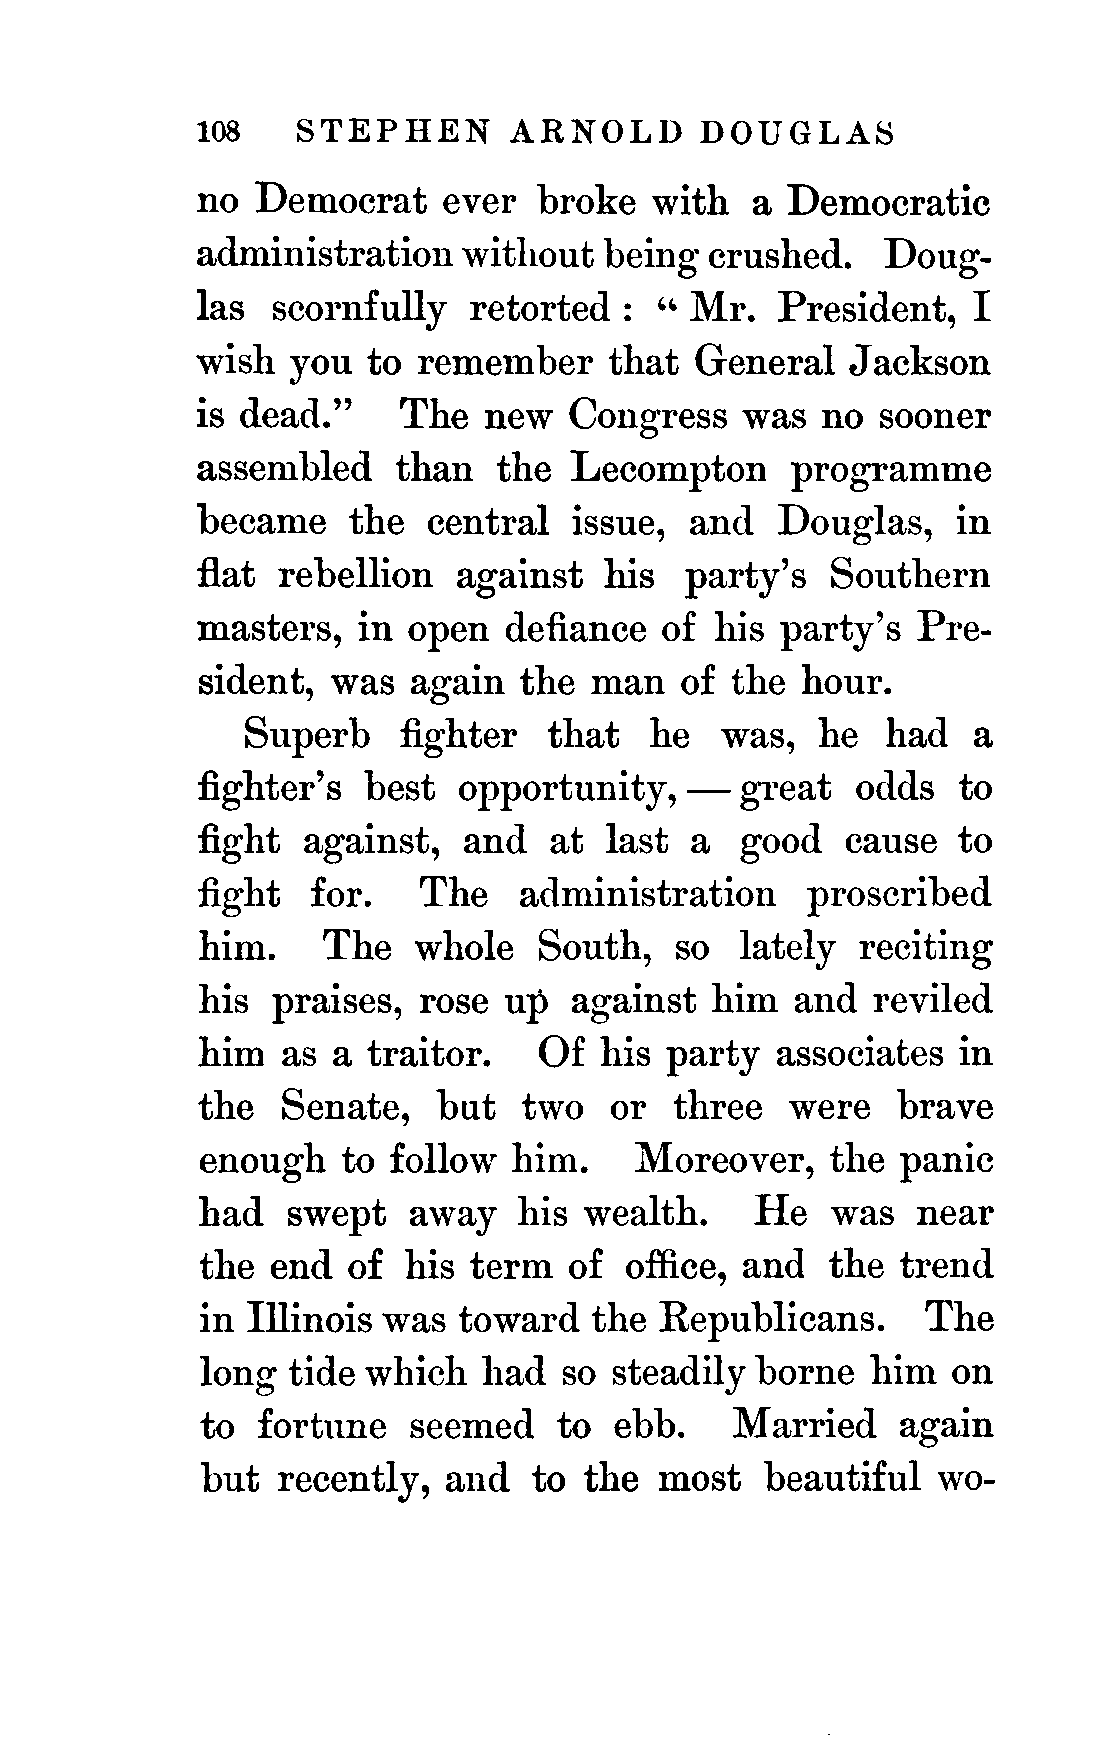 108 STEPHEN ARNOLD DOUGLAS
no Democrat ever broke with a Democratic
administration without being crushed. Doug-
las scornfully retorted : “ Mr. President, I
wish you to remember that General Jackson
is dead.” The new Congress was no sooner
assembled than the Lecompton programme
became the central issue, and Douglas, in
flat rebellion against his party’s Southern
masters, in open defiance of his party’s Pre-
sident, was again the man of the hour.
Superb fighter that he was, he had a
fighter’s best opportunity, — great odds to
fight against, and at last a good cause to
fight for. The administration proscribed
him. The whole South, so lately reciting
his praises, rose up against him and reviled
him as a traitor. Of his party associates in
the Senate, but two or three were brave
enough to follow him. Moreover, the panic
had swept away his wealth. He was near
the end of his term of office, and the trend
in Illinois was toward the Republicans. The
long tide which had so steadily borne him on
to fortune seemed to ebb. Married again
but recently, and to the most beautiful wo-